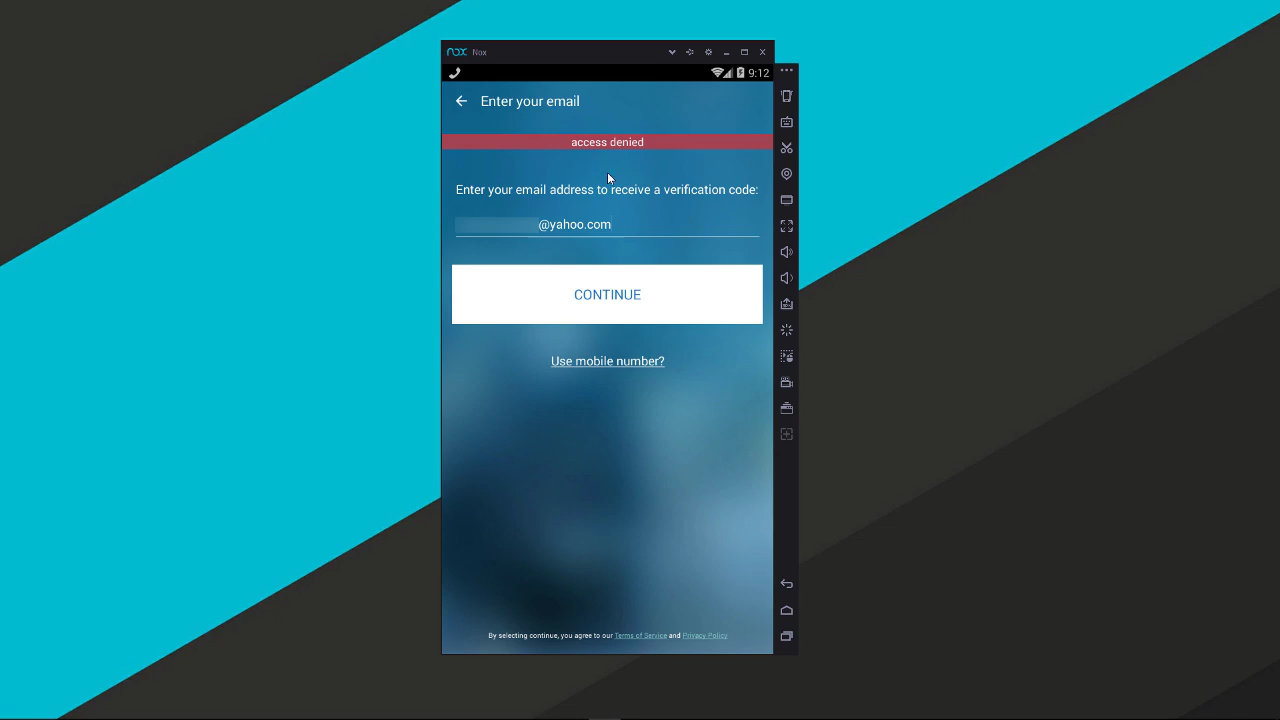 nox Nox
9:12
Enter your email
access denied
Enter your email address to receive a verification code:
@yahoo.com
CONTINUE
Use mobile number?
By selecting continue, you agree to our Terms of Service and Privacy Policy